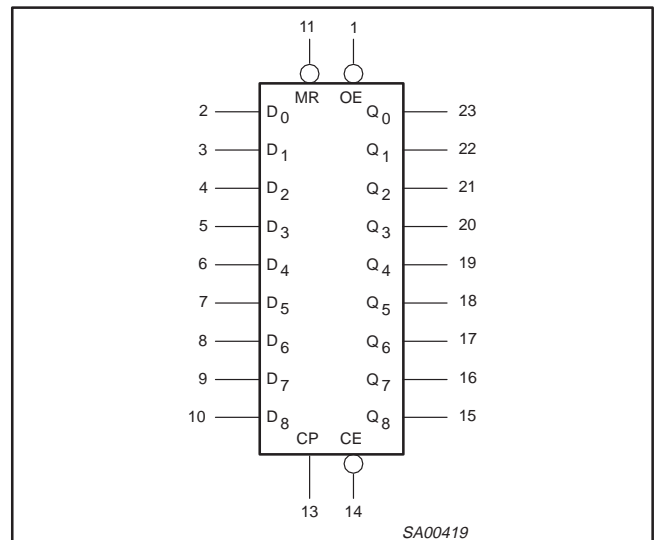 11 1
MR OE
2 D0 Q0 23
3 D1 Q1 22
4 D2 Q2 21
5 D3 Q3 20
6 D4 Q4 19
7 D5 Q5 18
8 D6 Q6 17
9 D7 Q7 16
10 D8 Q8 15
CP CE
13 14
SA00419